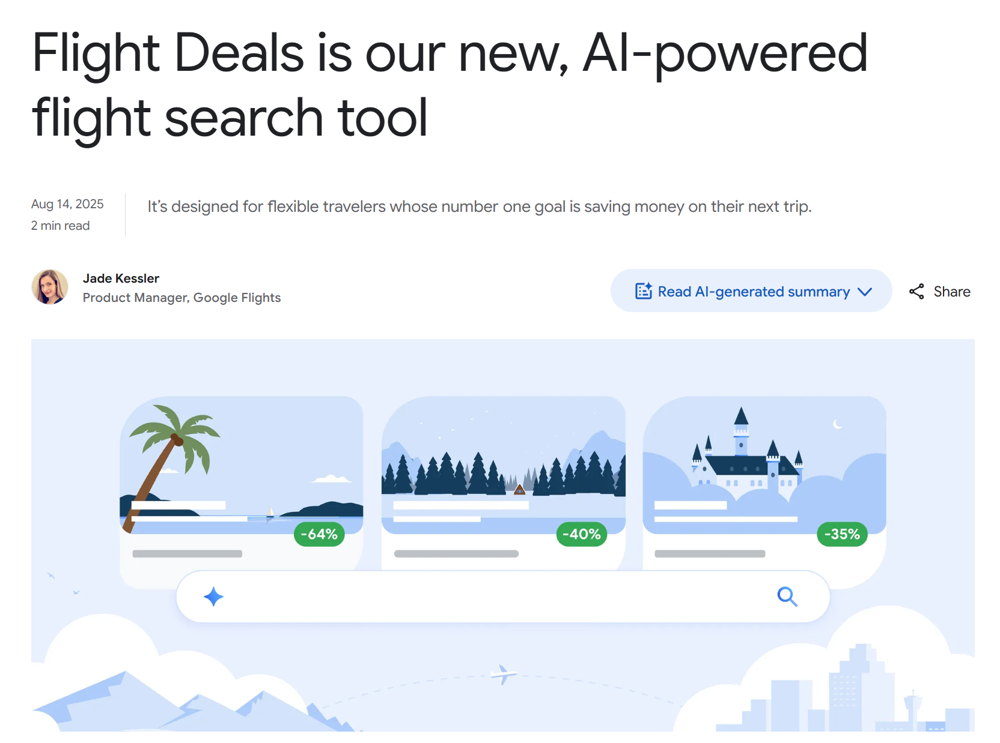 Flight Deals is our new, AI-powered
flight search tool
Aug 14, 2025
2 min read
It’s designed for flexible travelers whose number one goal is saving money on their next trip.
Jade Kessler
Product Manager, Google Flights
Read AI-generated summary
Share
-64%
-40%
-35%